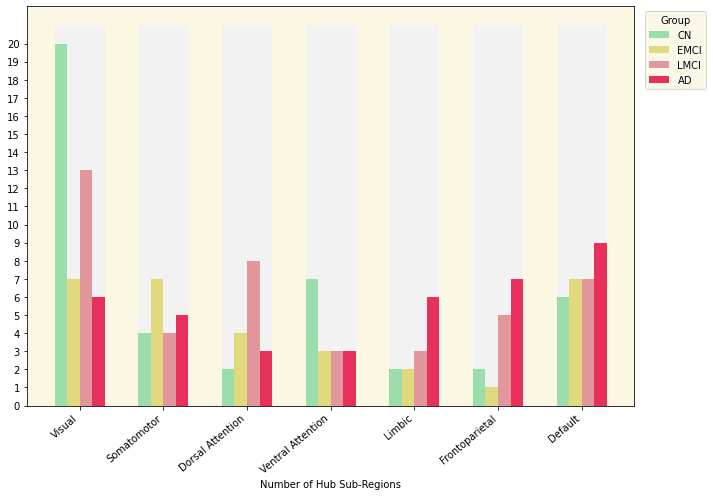 Group
CN
EMCI
LMCI
AD
20
19
18
17
16
15
14
13
12
11
10
9
8
7
6
5
4
3
2
1
0
Visual
Somatomotor
Dorsal Attention
Ventral Attention
Limbic
Frontoparietal
Default
Number of Hub Sub-Regions